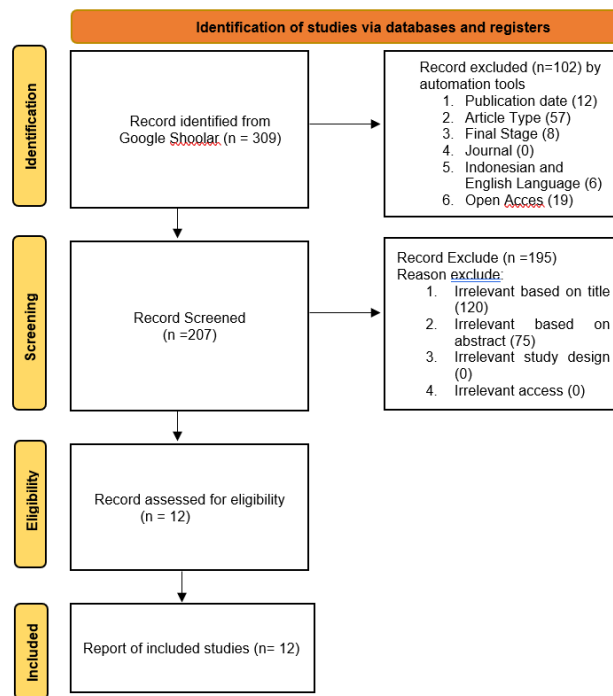 Identification of studies via databases and registers
Identification
Record identified from
Google Shoolar (n = 309)
Record excluded (n=102) by
automation tools
1. Publication date (12)
2. Article Type (57)
3. Final Stage (8)
4. Journal (0)
5. Indonesian and
English Language (6)
6. Open Acces (19)
Screening
Record Screened
(n =207)
Record Exclude (n =195)
Reason exclude:
1. Irrelevant based on title
(120)
2. Irrelevant based on
abstract (75)
3. Irrelevant study design
(0)
4. Irrelevant access (0)
Eligibility
Record assessed for eligibility
(n = 12)
Included
Report of included studies (n= 12)